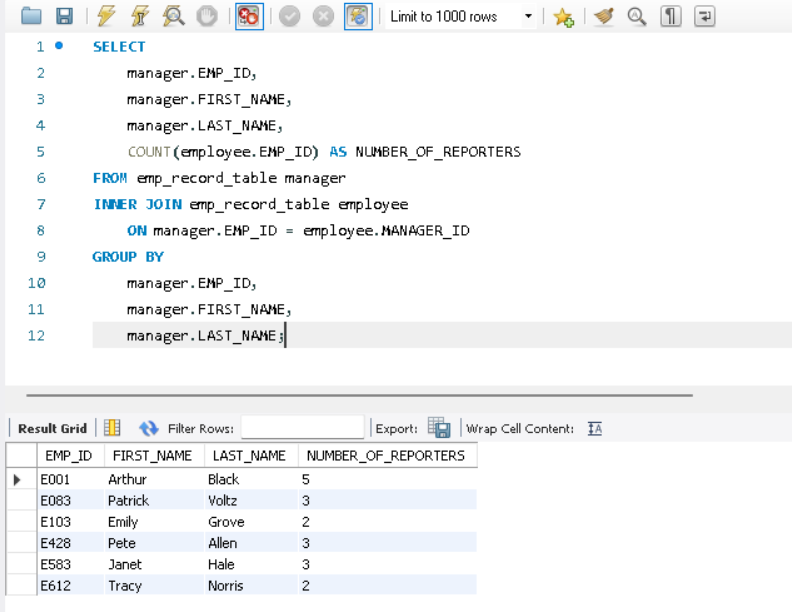 Limit to 1000 rows
1 SELECT
2 manager.EMP_ID,
3 manager.FIRST_NAME,
4 manager.LAST_NAME,
5 COUNT(employee.EMP_ID) AS NUMBER_OF_REPORTERS
6 FROM emp_record_table manager
7 INNER JOIN emp_record_table employee
8 ON manager.EMP_ID = employee.MANAGER_ID
9 GROUP BY
10 manager.EMP_ID,
11 manager.FIRST_NAME,
12 manager.LAST_NAME;
Result Grid Filter Rows: Export: Wrap Cell Content: IA
EMP_ID FIRST_NAME LAST_NAME NUMBER_OF_REPORTERS
E001 Arthur Black 5
E083 Patrick Voltz 3
E103 Emily Grove 2
E428 Pete Allen 3
E583 Janet Hale 3
E612 Tracy Norris 2